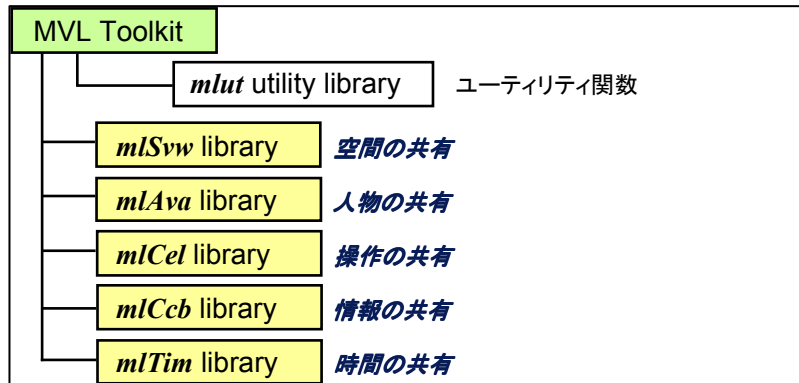 MVL Toolkit
mlut utility library ユーティリティ関数
mlSvw library 空間の共有
mlAva library 人物の共有
mlCel library 操作の共有
mlCcb library 情報の共有
mlTim library 時間の共有